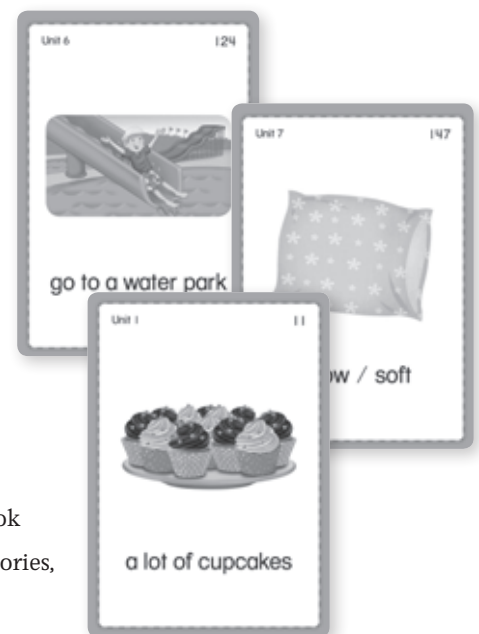 Unit 6 124
go to a water park
Unit 7 147
/ soft
Unit 1 11
a lot of cupcakes
ok
ories,